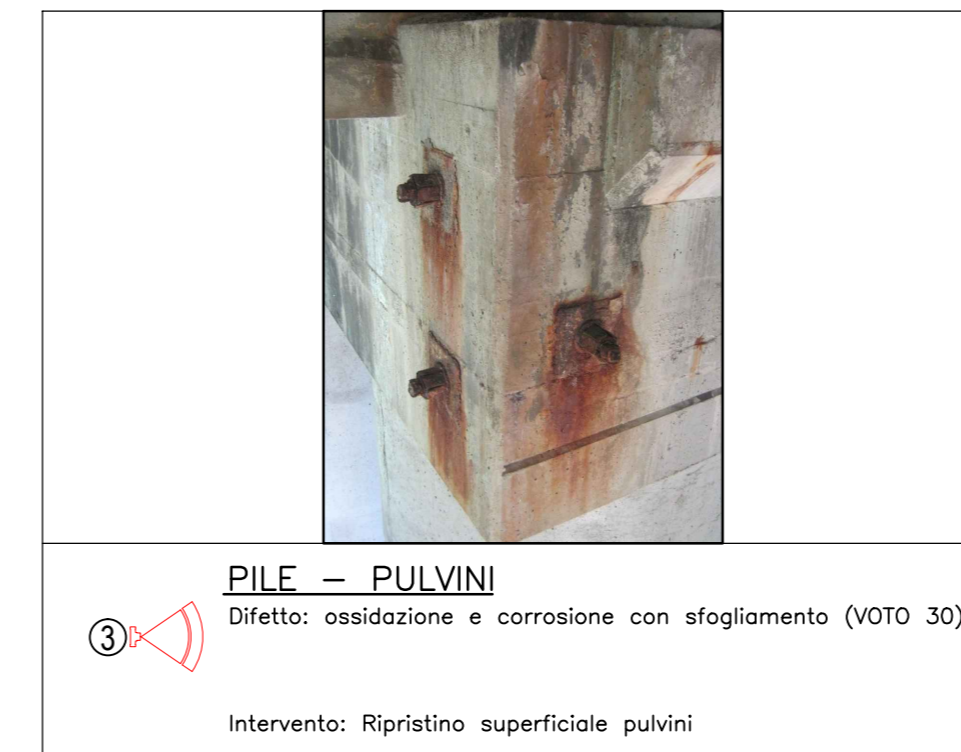 PILE – PULVINI
Difetto: ossidazione e corrosione con sfogliamento (VOTO 30)
3
Intervento: Ripristino superficiale pulvini